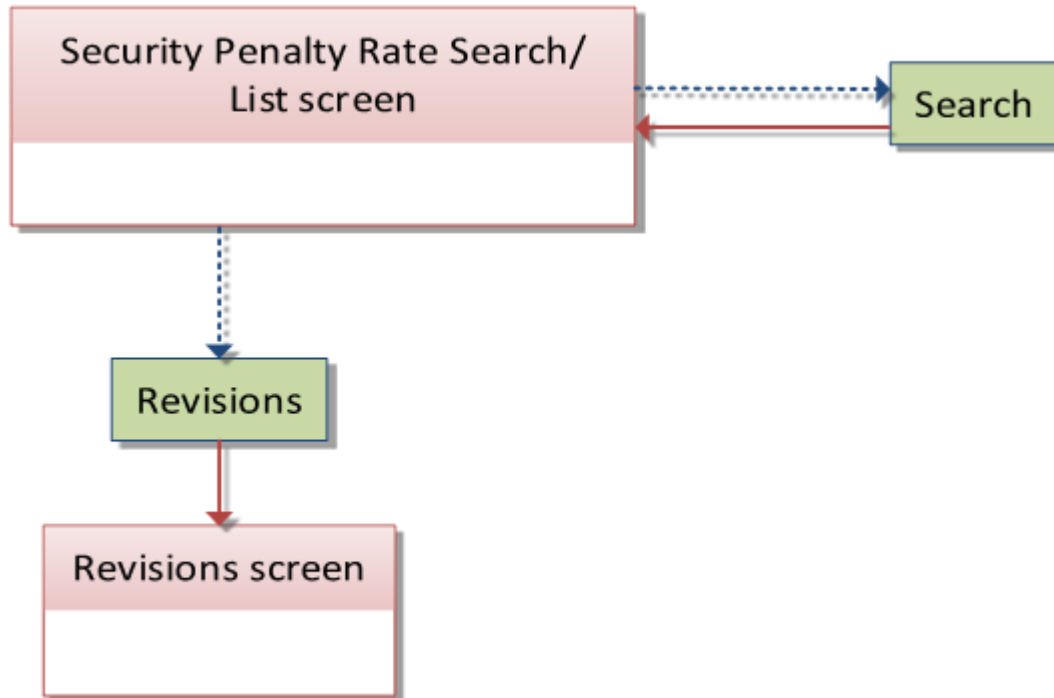 Security Penalty Rate Search/
List screen
Search
Revisions
Revisions screen